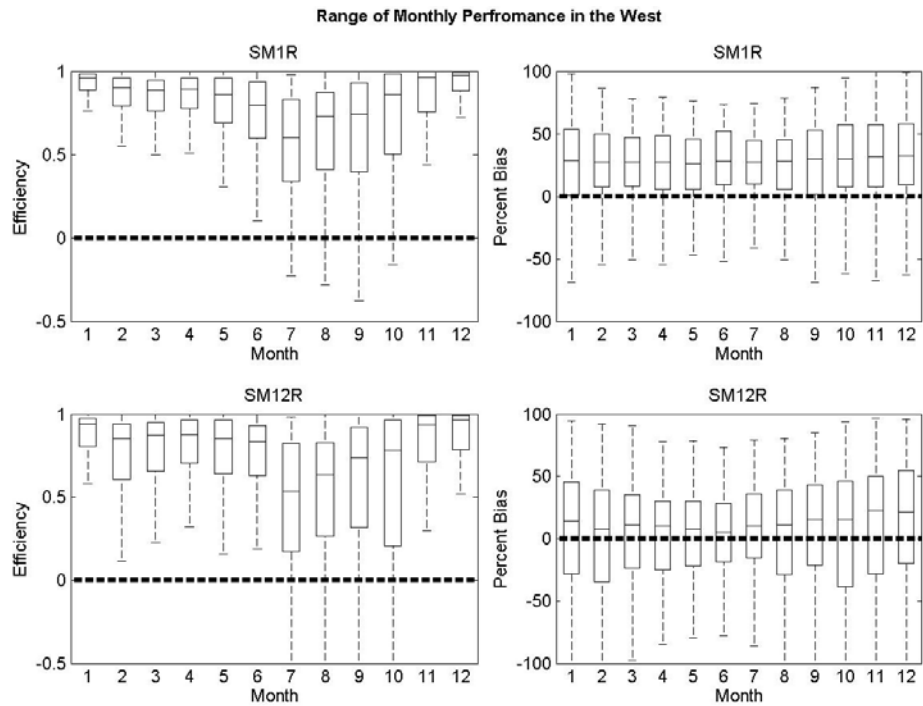 Range of Monthly Perfromance in the West
SM1R
1
0.5
0
-0.5
Efficiency
1 2 3 4 5 6 7 8 9 10 11 12
Month
SM1R
100
50
0
-50
-100
Percent Bias
1 2 3 4 5 6 7 8 9 10 11 12
Month
SM12R
1
0.5
0
-0.5
Efficiency
1 2 3 4 5 6 7 8 9 10 11 12
Month
SM12R
100
50
0
-50
-100
Percent Bias
1 2 3 4 5 6 7 8 9 10 11 12
Month